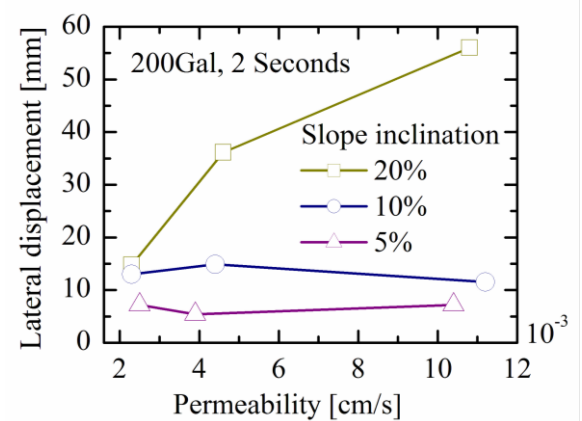 60
50
40
30
20
10
0
Lateral displacement [mm]
200Gal, 2 Seconds
Slope inclination
20%
10%
5%
10-3
2 4 6 8 10 12
Permeability [cm/s]